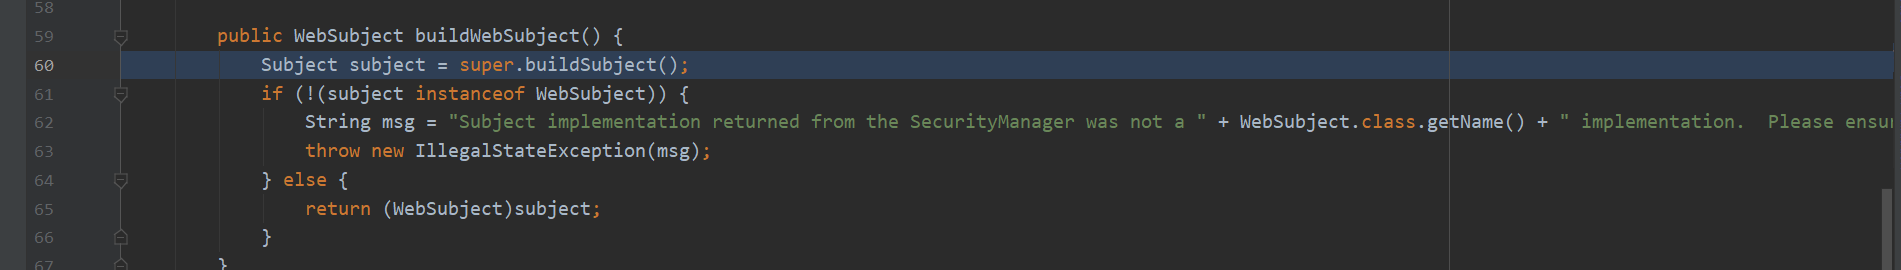 58
59 public WebSubject buildWebSubject() {
60 Subject subject = super.buildSubject();
61 if (!(subject instanceof WebSubject)) {
62 String msg = "Subject implementation returned from the SecurityManager was not a " + WebSubject.class.getName() + " implementation.  Please
63 throw new IllegalStateException(msg);
64 } else {
65 return (WebSubject)subject;
66 }
67 }